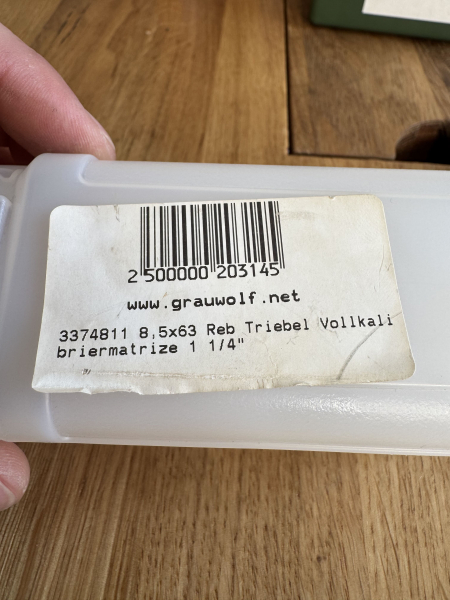 2 500000 203145
www.grauwolf.net
3374811 8,5x63 Reb Triebel Vollkali
briermatrize 1 1/4"